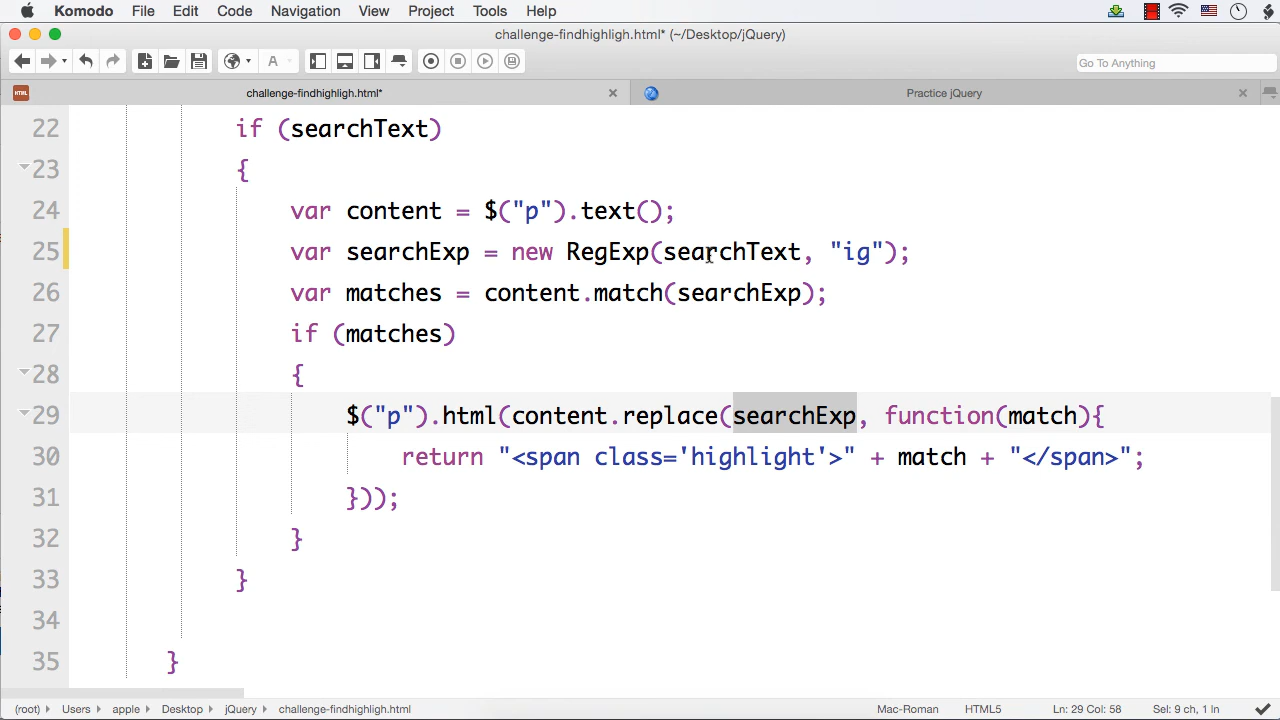 Komodo File Edit Code Navigation View Project Tools Help
challenge-findhighligh.html* (~/Desktop/jQuery)
A
Go To Anything
HTML challenge-findhighligh.html* Practice jQuery
22 if (searchText)
23 {
24 var content = $("p").text();
25 var searchExp = new RegExp(searchText, "ig");
26 var matches = content.match(searchExp);
27 if (matches)
28 {
29 $("p").html(content.replace(searchExp, function(match){
30 return "<span class='highlight'>" + match + "</span>";
31 }));
32 }
33 }
34
35 }
(root) Users apple Desktop jQuery challenge-findhighligh.html Mac-Roman HTML5 Ln: 29 Col: 58 Sel: 9 ch, 1 ln